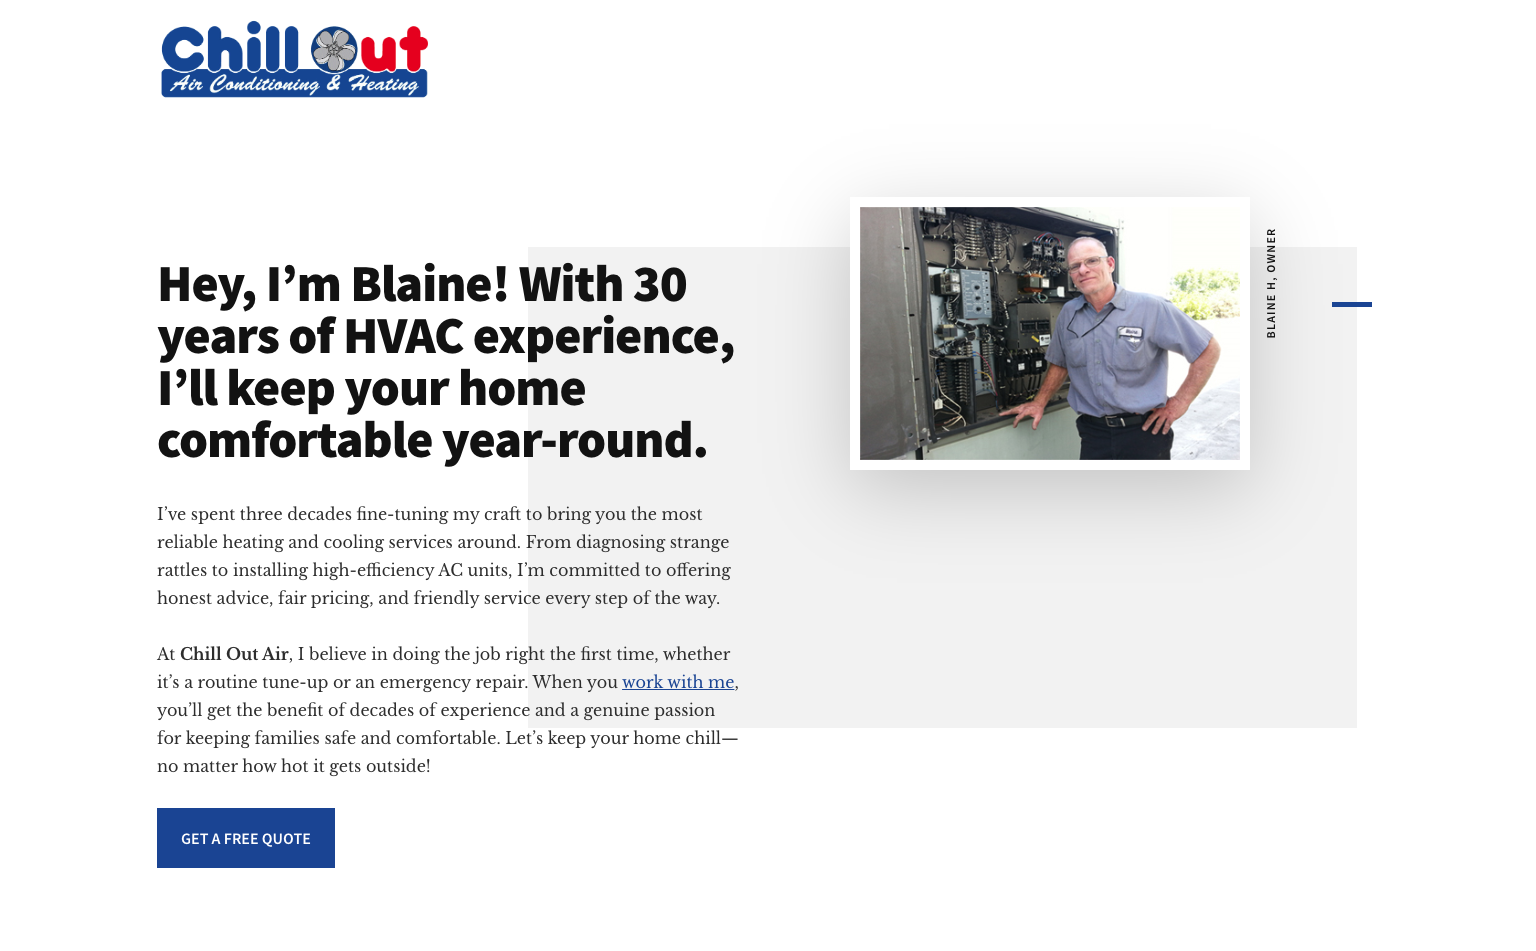 Chill Out
Air Conditioning & Heating
Hey, I’m Blaine! With 30
years of HVAC experience,
I’ll keep your home
comfortable year-round.
I’ve spent three decades fine-tuning my craft to bring you the most
reliable heating and cooling services around. From diagnosing strange
rattles to installing high-efficiency AC units, I’m committed to offering
honest advice, fair pricing, and friendly service every step of the way.
At Chill Out Air, I believe in doing the job right the first time, whether
it’s a routine tune-up or an emergency repair. When you work with me,
you’ll get the benefit of decades of experience and a genuine passion
for keeping families safe and comfortable. Let’s keep your home chill—
no matter how hot it gets outside!
GET A FREE QUOTE
BLAINE H, OWNER